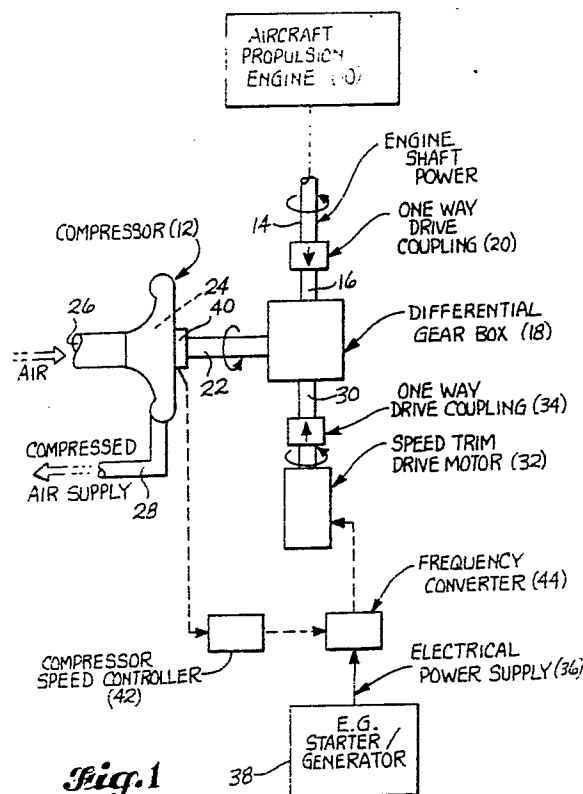 AIRCRAFT
PROPULSION
ENGINE (10)
ENGINE
SHAFT
POWER
14
ONE WAY
DRIVE
COUPLING (20)
COMPRESSOR (12)
16
24
40
26
DIFFERENTIAL
GEAR BOX (18)
AIR
22
30
ONE WAY
DRIVE COUPLING (34)
COMPRESSED
AIR SUPPLY
28
SPEED TRIM
DRIVE MOTOR (32)
FREQUENCY
CONVERTER (44)
COMPRESSOR
SPEED CONTROLLER
(42)
ELECTRICAL
POWER SUPPLY (36)
E.G.
STARTER/
GENERATOR
38
Fig.1